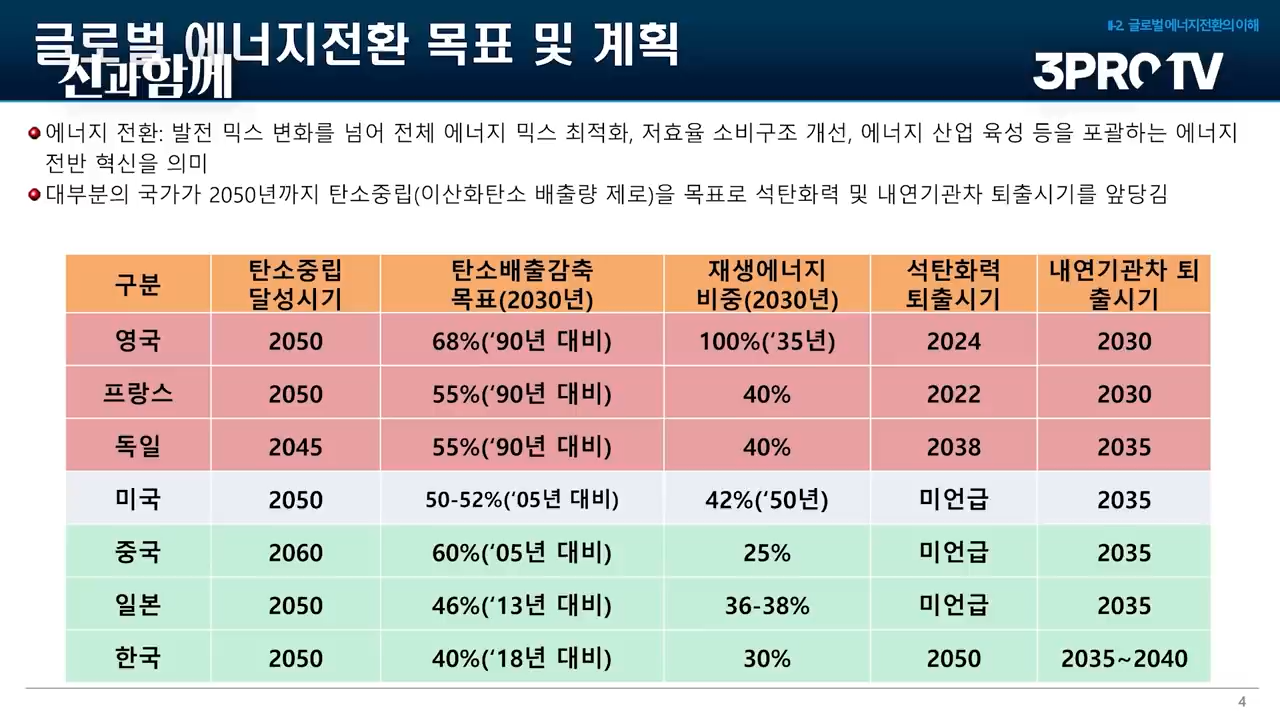 II-2. 글로벌 에너지전환의 이해
글로벌 에너지전환 목표 및 계획
신과함께
3PROTV
에너지 전환: 발전 믹스 변화를 넘어 전체 에너지 믹스 최적화, 저효율 소비구조 개선, 에너지 산업 육성 등을 포괄하는 에너지
전반 혁신을 의미
대부분의 국가가 2050년까지 탄소중립(이산화탄소 배출량 제로)을 목표로 석탄화력 및 내연기관차 퇴출시기를 앞당김
구분 탄소중립 달성시기 탄소배출감축 목표(2030년) 재생에너지 비중(2030년) 석탄화력 퇴출시기 내연기관차 퇴출시기
영국 2050 68%(‘90년 대비) 100%(‘35년) 2024 2030
프랑스 2050 55%(‘90년 대비) 40% 2022 2030
독일 2045 55%(‘90년 대비) 40% 2038 2035
미국 2050 50-52%(‘05년 대비) 42%(‘50년) 미언급 2035
중국 2060 60%(‘05년 대비) 25% 미언급 2035
일본 2050 46%(‘13년 대비) 36-38% 미언급 2035
한국 2050 40%(‘18년 대비) 30% 2050 2035~2040
4